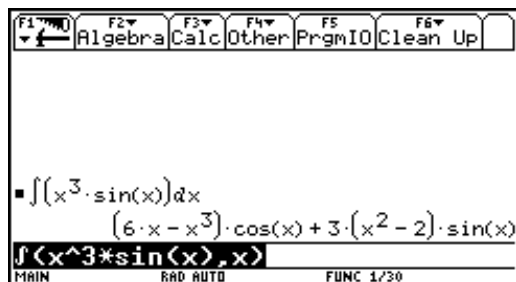 F1 F2▾ F3▾ F4▾ F5 F6▾
Algebra Calc Other PrgmIO Clean Up
▪∫(x³·sin(x))dx
(6·x − x³)·cos(x) + 3·(x² − 2)·sin(x)
∫(x^3*sin(x),x)
MAIN RAD AUTO FUNC 1/30